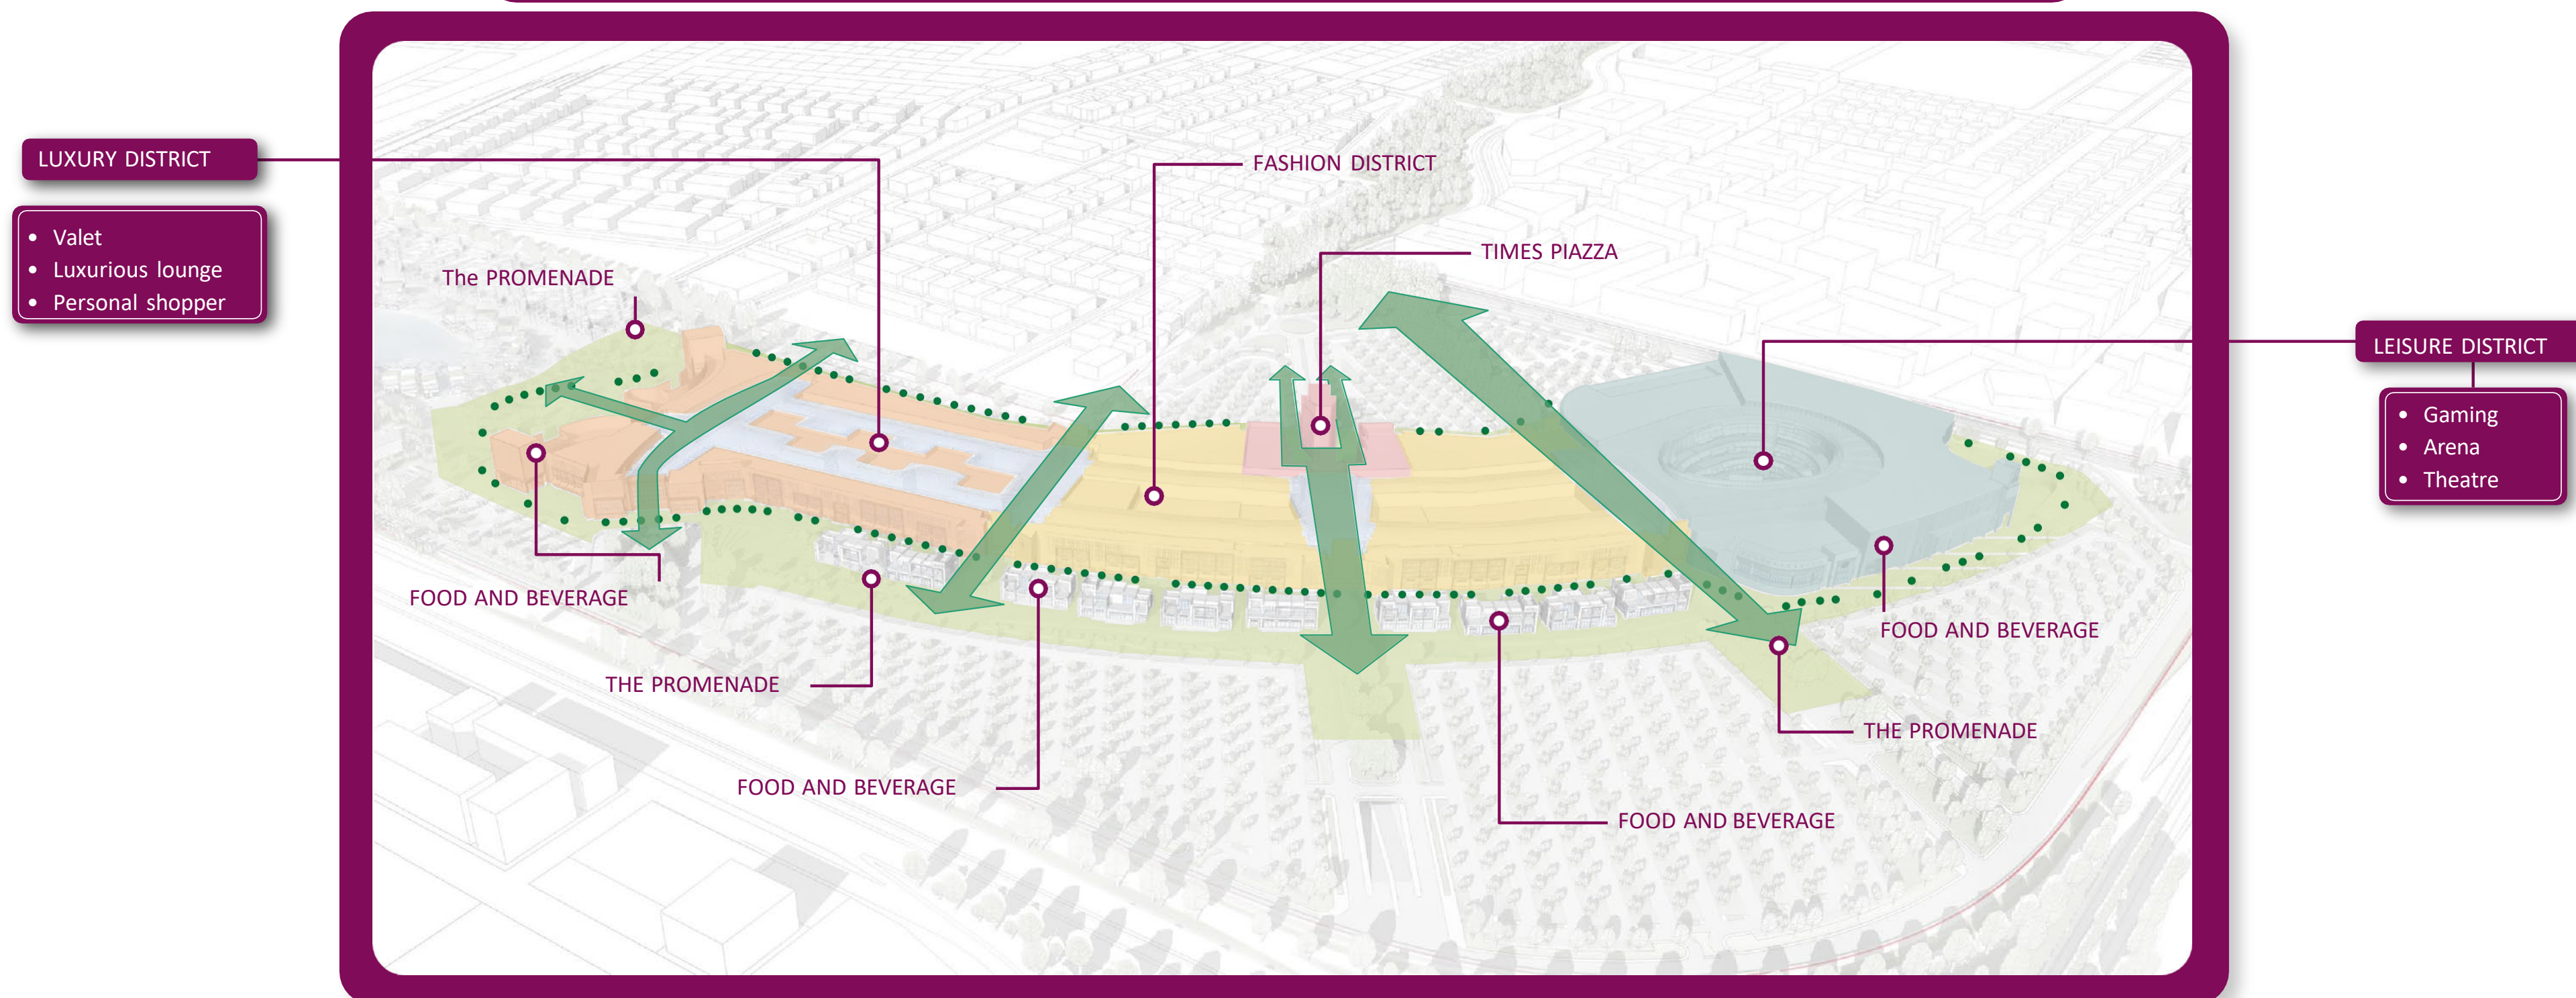 LUXURY DISTRICT
• Valet
• Luxurious lounge
• Personal shopper
The PROMENADE
FASHION DISTRICT
TIMES PIAZZA
LEISURE DISTRICT
• Gaming
• Arena
• Theatre
FOOD AND BEVERAGE
THE PROMENADE
FOOD AND BEVERAGE
FOOD AND BEVERAGE
THE PROMENADE
FOOD AND BEVERAGE